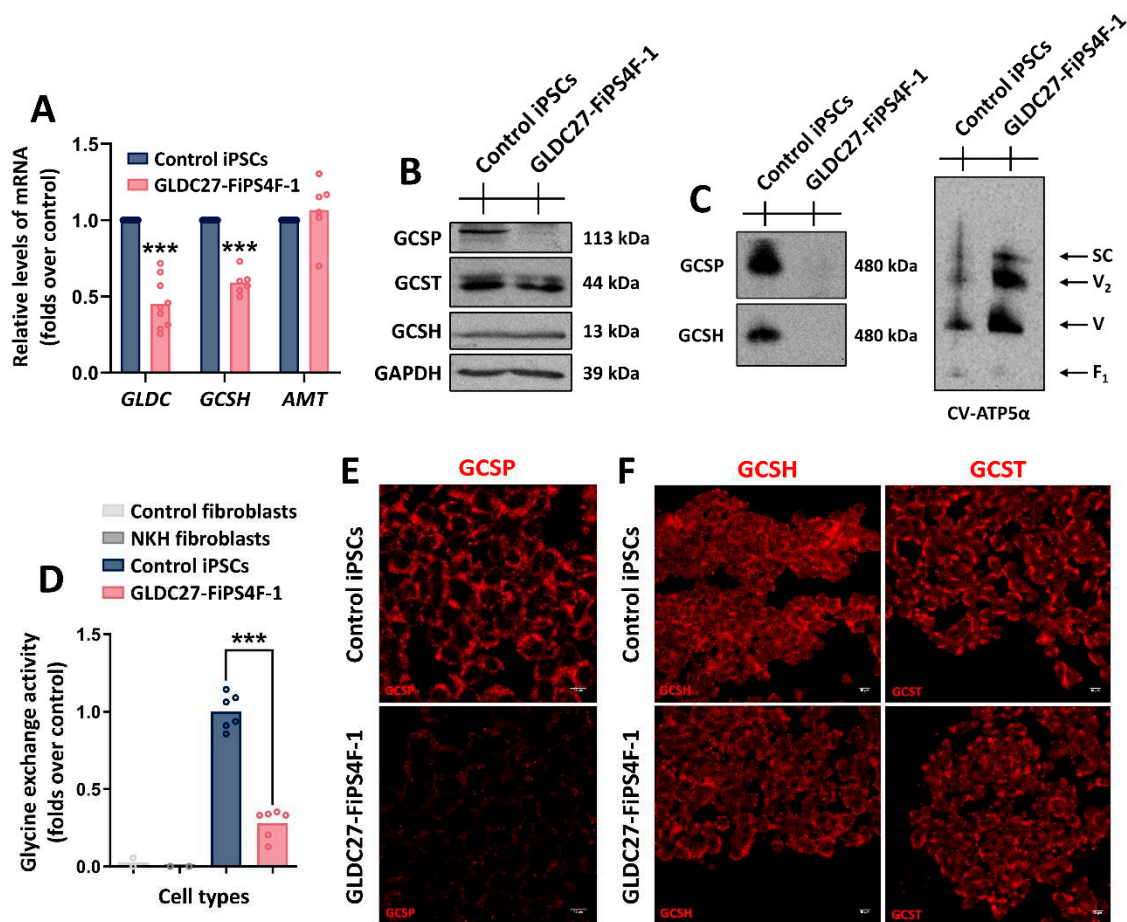 A
Relative levels of mRNA
(folds over control)
1.5
1.0
0.5
0.0
Control iPSCs
GLDC27-FiPS4F-1
***
***
GLDC
GCSH
AMT
B
Control iPSCs
GLDC27-FiPS4F-1
GCSP
113 kDa
GCST
44 kDa
GCSH
13 kDa
GAPDH
39 kDa
C
Control iPSCs
GLDC27-FiPS4F-1
GCSP
480 kDa
GCSH
480 kDa
Control iPSCs
GLDC27-FiPS4F-1
SC
V₂
V
F₁
CV-ATP5α
D
Control fibroblasts
NKH fibroblasts
Control iPSCs
GLDC27-FiPS4F-1
Glycine exchange activity
(folds over control)
1.5
1.0
0.5
0.0
***
Cell types
E
GCSP
Control iPSCs
GCSP
GLDC27-FiPS4F-1
GCSP
F
GCSH
GCST
Control iPSCs
GCSH
GCST
GLDC27-FiPS4F-1
GCSH
GCST